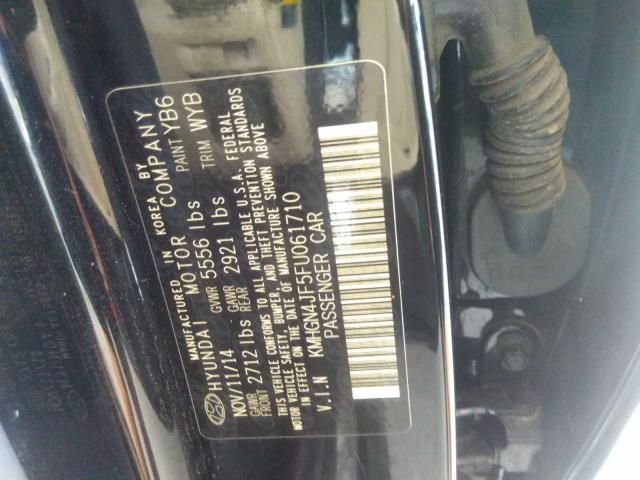 MANUFACTURED IN KOREA BY
HYUNDAI MOTOR COMPANY
NOV/11/14 GVWR 5556 lbs PAINT YB6
GAWR FRONT 2712 lbs GAWR REAR 2921 lbs TRIM WYB
THIS VEHICLE CONFORMS TO ALL APPLICABLE U.S.A. FEDERAL
MOTOR VEHICLE SAFETY, BUMPER, AND THEFT PREVENTION STANDARDS
IN EFFECT ON THE DATE OF MANUFACTURE SHOWN ABOVE
V.I.N KMHGN4JF5FU061710
PASSENGER CAR